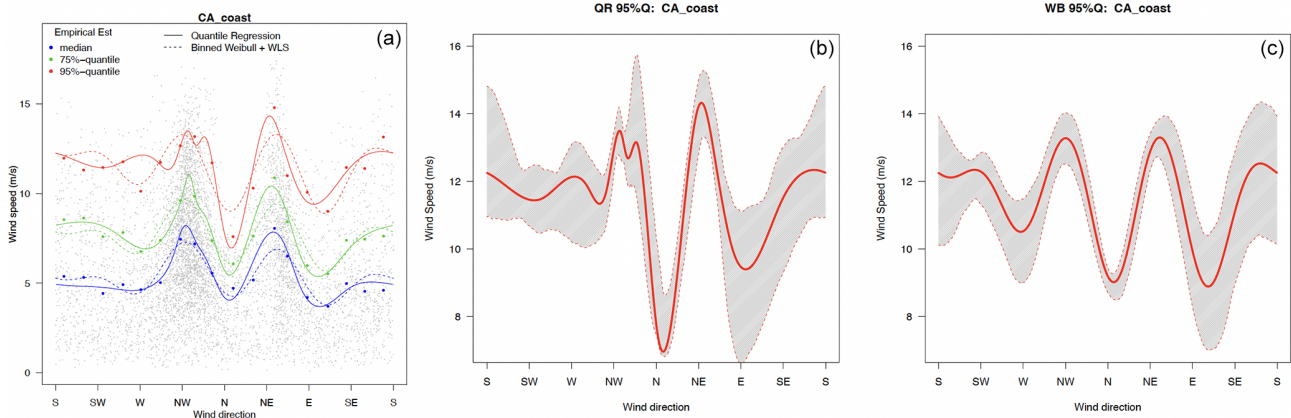 CA_coast
(a)
Empirical Est
median
75%-quantile
95%-quantile
Quantile Regression
Binned Weibull + WLS
Wind speed (m/s)
15
10
5
0
S SW W NW N NE E SE S
Wind direction
QR 95%Q: CA_coast
(b)
Wind Speed (m/s)
16
14
12
10
8
S SW W NW N NE E SE S
Wind direction
WB 95%Q: CA_coast
(c)
Wind Speed (m/s)
16
14
12
10
8
S SW W NW N NE E SE S
Wind direction